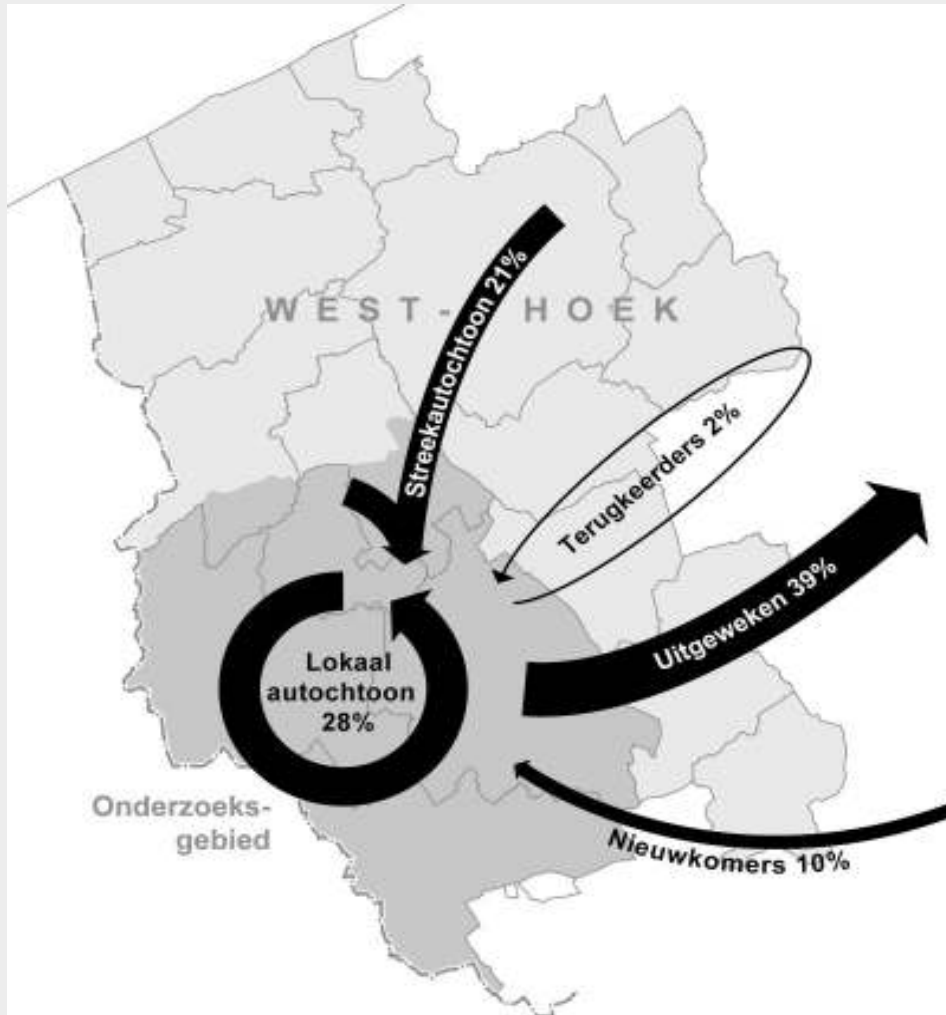 Streekautochtoon 21%
WEST- HOEK
Terugkeerders 2%
Uitgeweken 39%
Lokaal
autochtoon
28%
Onderzoeks-
gebied
Nieuwkomers 10%